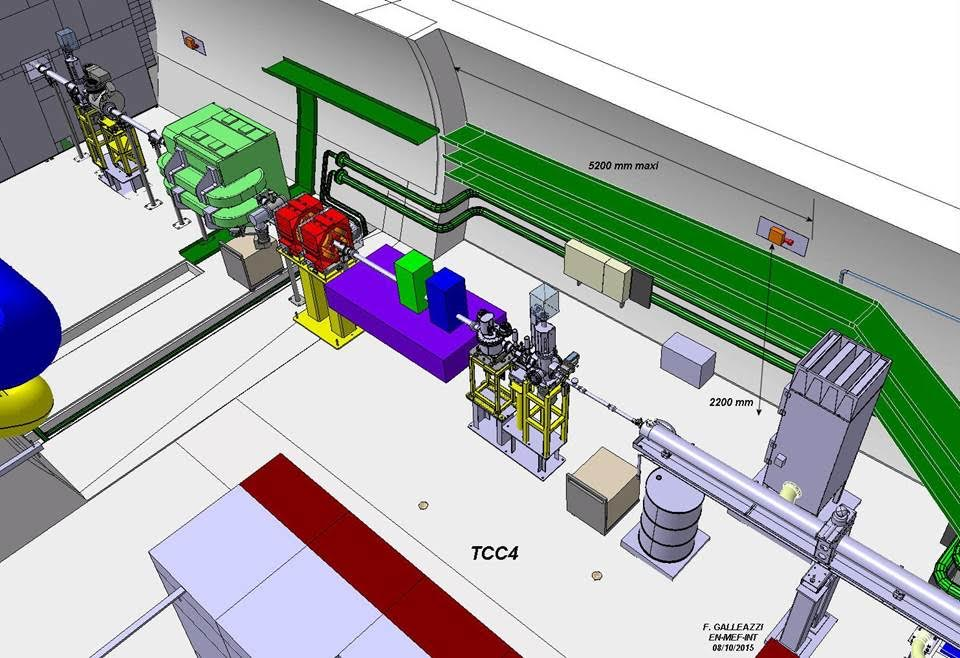 5200 mm maxi
2200 mm
TCC4
F. GALLEAZZI
EN-MEF-INT
08/10/2015